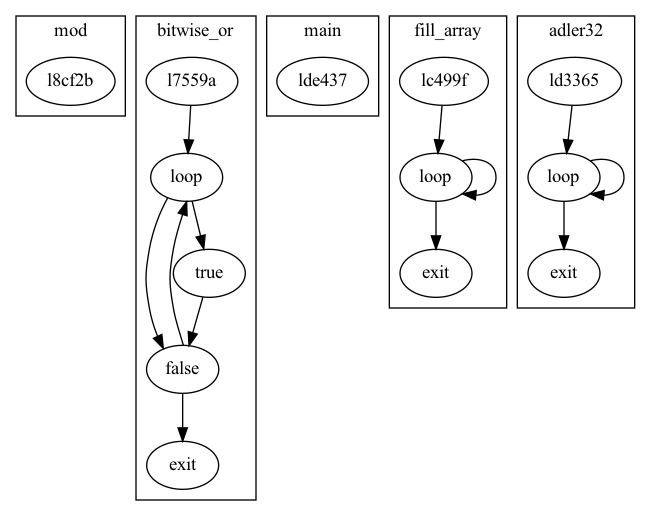 mod
l8cf2b
bitwise_or
l7559a
loop
true
false
exit
main
lde437
fill_array
lc499f
loop
exit
adler32
ld3365
loop
exit